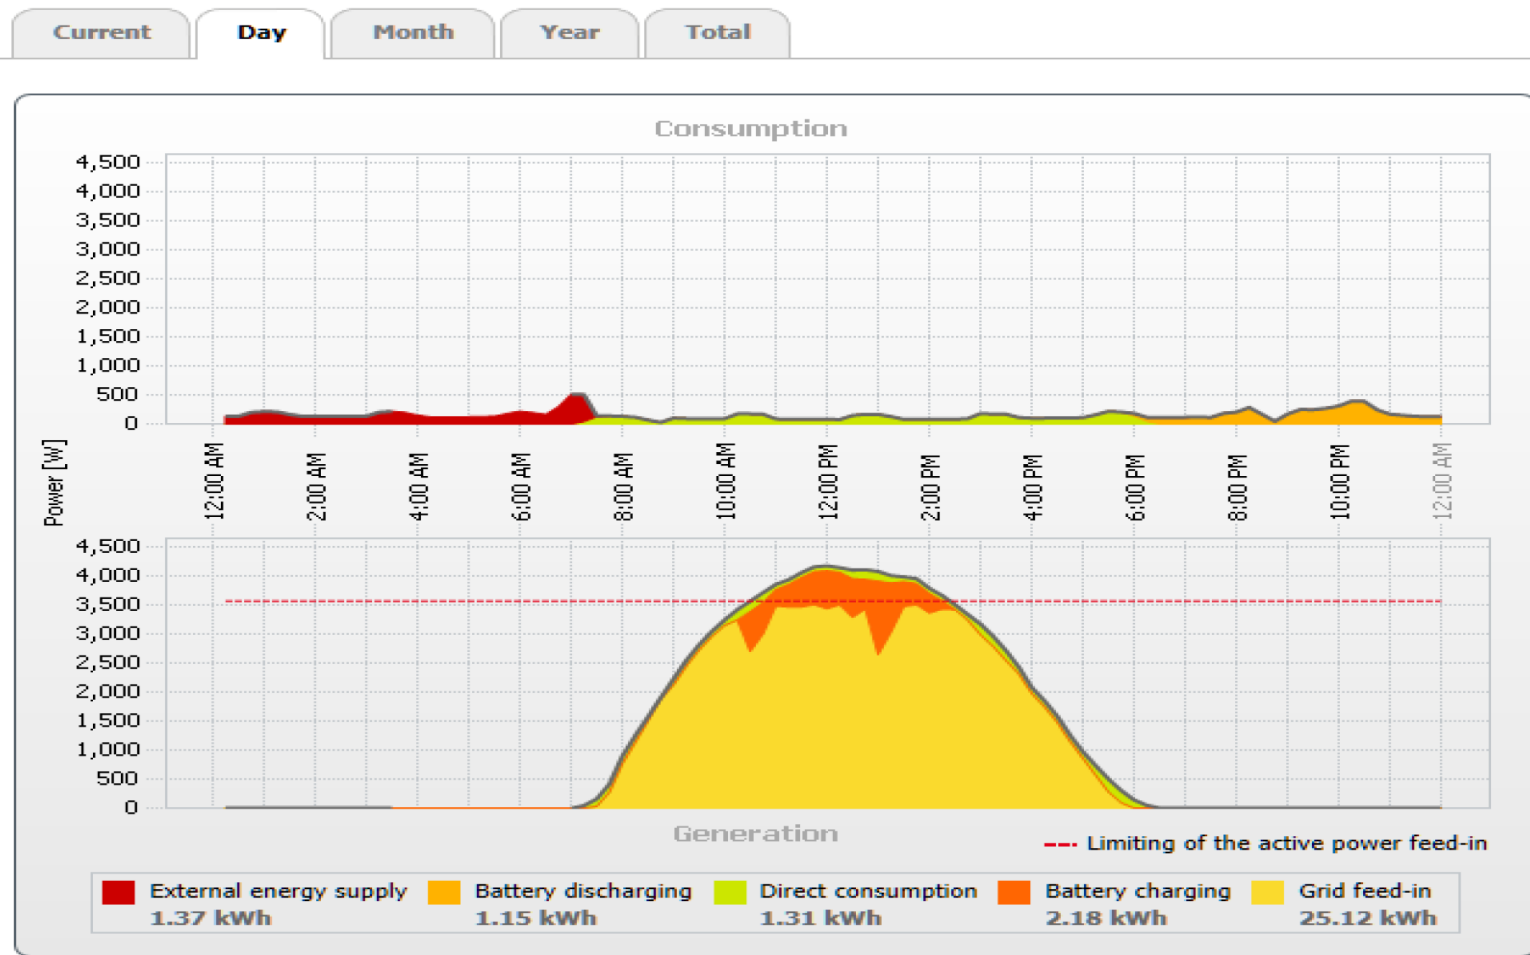 Current Day Month Year Total
Consumption
4,500
4,000
3,500
3,000
2,500
2,000
1,500
1,000
500
0
Power [W]
12:00 AM 2:00 AM 4:00 AM 6:00 AM 8:00 AM 10:00 AM 12:00 PM 2:00 PM 4:00 PM 6:00 PM 8:00 PM 10:00 PM 12:00 AM
4,500
4,000
3,500
3,000
2,500
2,000
1,500
1,000
500
0
Generation
Limiting of the active power feed-in
External energy supply Battery discharging Direct consumption Battery charging Grid feed-in
1.37 kWh 1.15 kWh 1.31 kWh 2.18 kWh 25.12 kWh